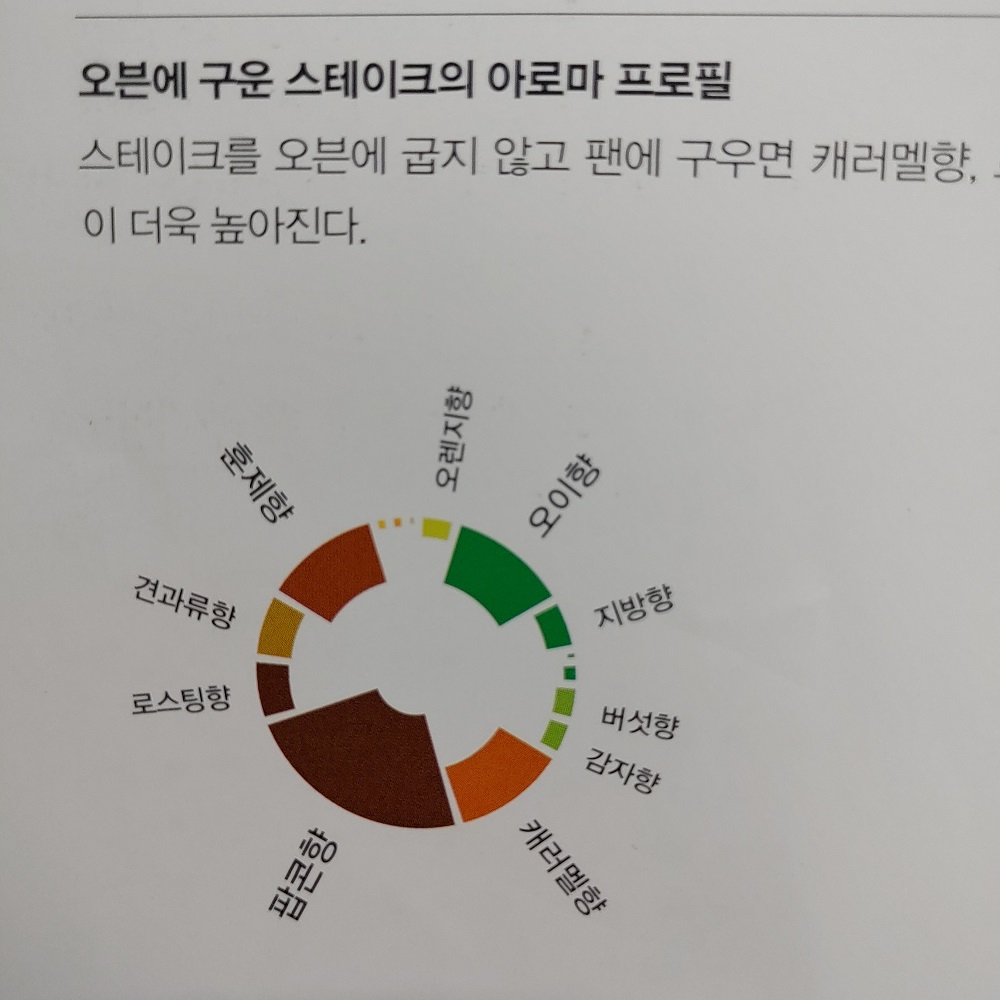 오븐에 구운 스테이크의 아로마 프로필
스테이크를 오븐에 굽지 않고 팬에 구우면 캐러멜향,
이 더욱 높아진다.
오렌지향
오이향
지방향
버섯향
감자향
캐러멜향
팝콘향
로스팅향
견과류향
훈제향